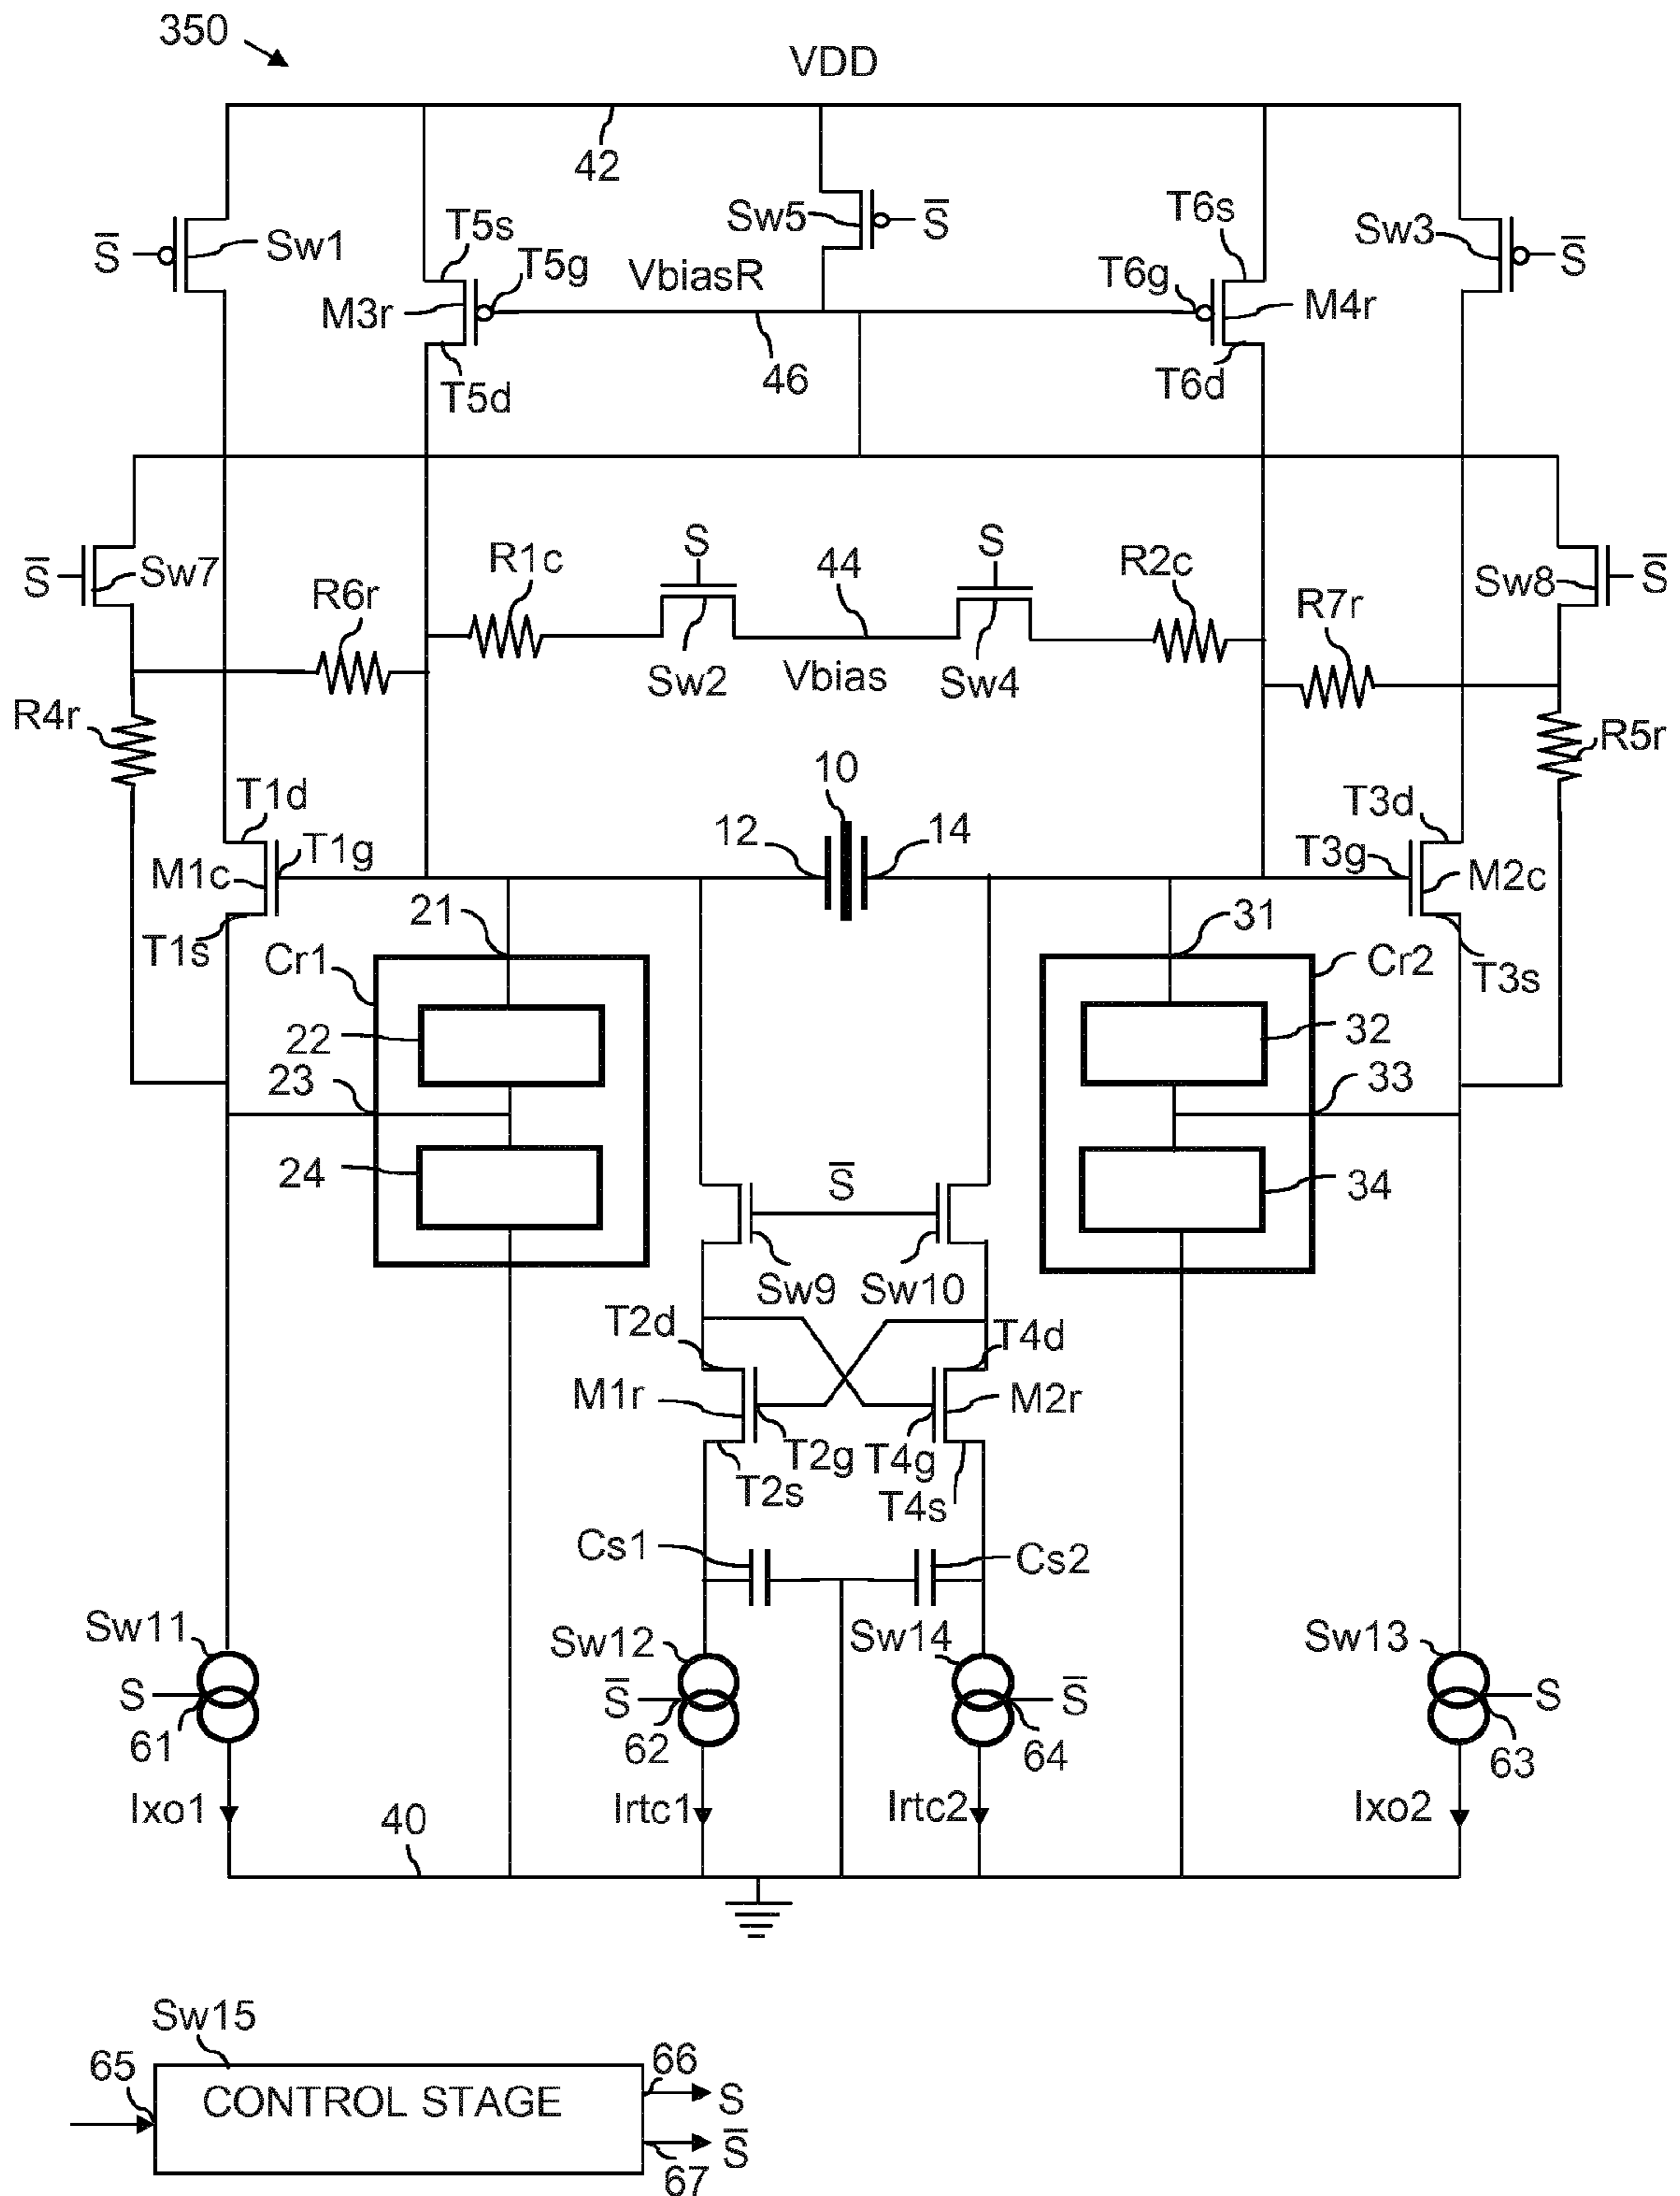 350
VDD
42
S̅
Sw1
T5s
T5g
M3r
T5d
VbiasR
46
Sw5
S̅
T6s
T6g
M4r
T6d
Sw3
S̅
S̅
Sw7
R6r
R1c
S
Sw2
44
Vbias
S
Sw4
R2c
R7r
Sw8
S̅
R4r
R5r
10
12
14
T1d
T1g
M1c
T1s
T3d
T3g
M2c
T3s
21
Cr1
22
23
24
31
Cr2
32
33
34
S̅
Sw9
Sw10
T2d
T4d
M1r
M2r
T2g
T4g
T2s
T4s
Cs1
Cs2
Sw11
S
61
Ixo1
Sw12
S̅
62
Irtc1
Sw14
S̅
64
Irtc2
Sw13
S
63
Ixo2
40
Sw15
65
CONTROL STAGE
66
S
S̅
67